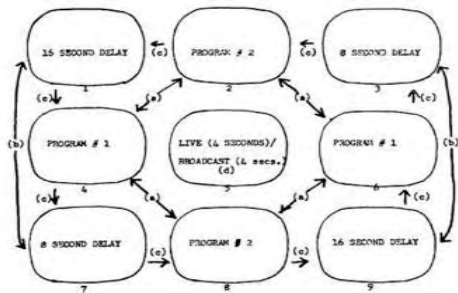 16 SECOND DELAY
1
(c)
PROGRAM # 2
2
(c)
8 SECOND DELAY
3
(c)
(a)
(a)
(c)
(b)
PROGRAM # 1
4
LIVE (4 SECONDS)/
BROADCAST (4 secs.)
(d)
5
PROGRAM # 1
6
(b)
(c)
(a)
(a)
(c)
8 SECOND DELAY
7
(c)
PROGRAM # 2
8
(c)
16 SECOND DELAY
9